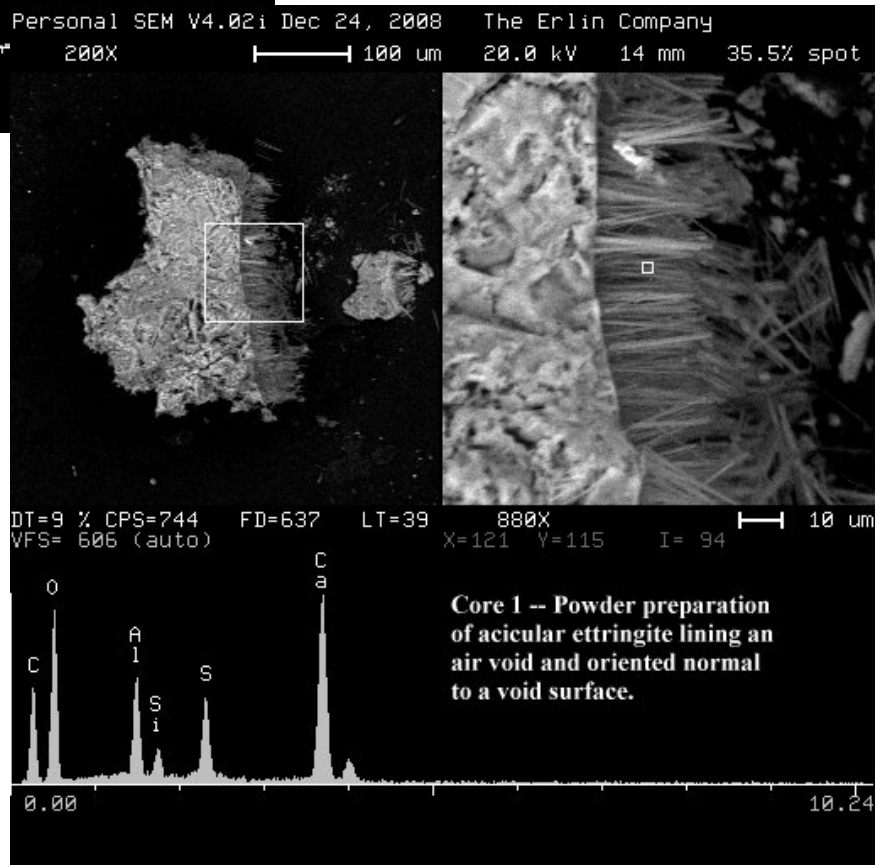 Personal SEM V4.02i Dec 24, 2008 The Erlin Company
200X 100 um 20.0 kV 14 mm 35.5% spot
DT=9 % CPS=744 FD=637 LT=39 880X 10 um
VFS= 606 (auto) X=121 Y=115 I= 94
C O Al Si S Ca
Core 1 -- Powder preparation
of acicular ettringite lining an
air void and oriented normal
to a void surface.
0.00 10.24